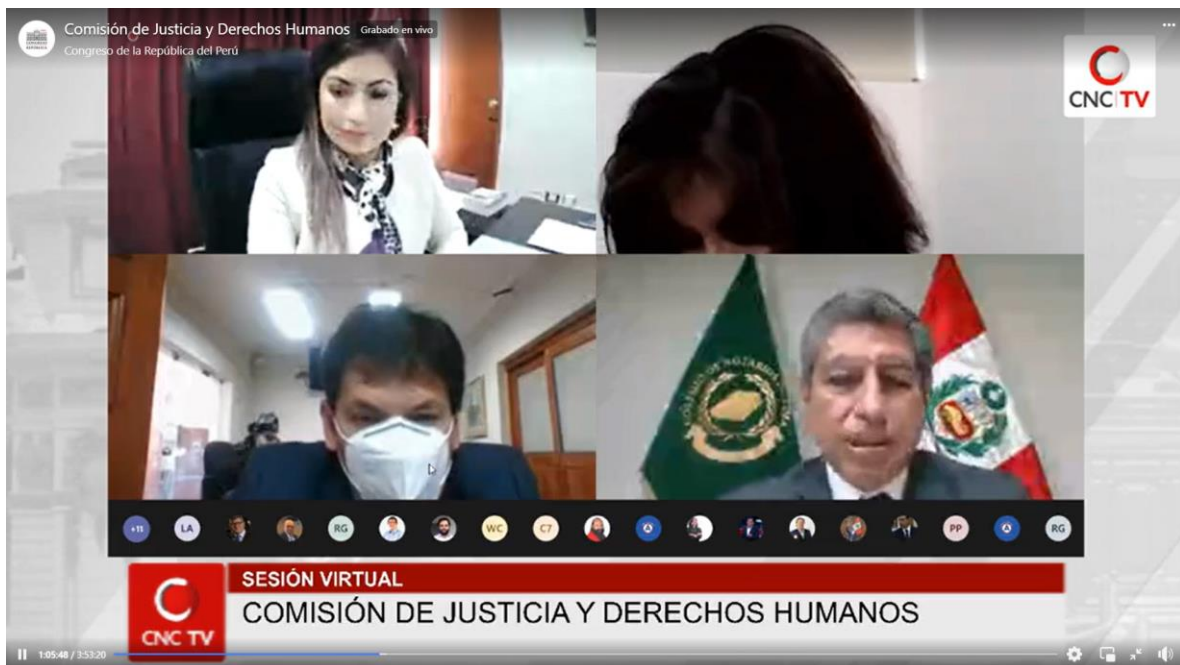 Comisión de Justicia y Derechos Humanos Grabado en vivo
Congreso de la República del Perú
CNC TV
+11 LA RG WC C7 PP RG
SESIÓN VIRTUAL
COMISIÓN DE JUSTICIA Y DERECHOS HUMANOS
CNC TV
1:05:48 / 3:53:20